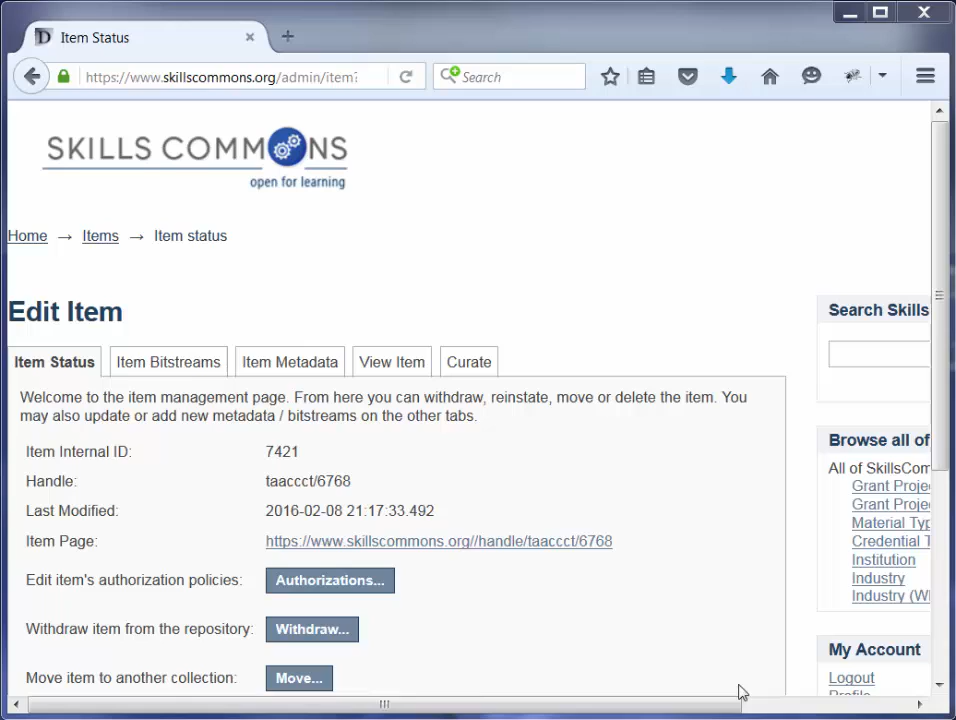 Item Status
https://www.skillscommons.org/admin/item?
Search
SKILLS COMMONS
open for learning
Home → Items → Item status
Edit Item
Search Skills
Item Status Item Bitstreams Item Metadata View Item Curate
Welcome to the item management page. From here you can withdraw, reinstate, move or delete the item. You
may also update or add new metadata / bitstreams on the other tabs.
Browse all of
Item Internal ID: 7421
All of SkillsCom
Handle: taaccct/6768
Grant Proje
Grant Proje
Last Modified: 2016-02-08 21:17:33.492
Material Typ
Item Page: https://www.skillscommons.org//handle/taaccct/6768
Credential T
Institution
Edit item's authorization policies: Authorizations...
Industry
Industry (W
Withdraw item from the repository: Withdraw...
My Account
Move item to another collection: Move...
Logout
Profile